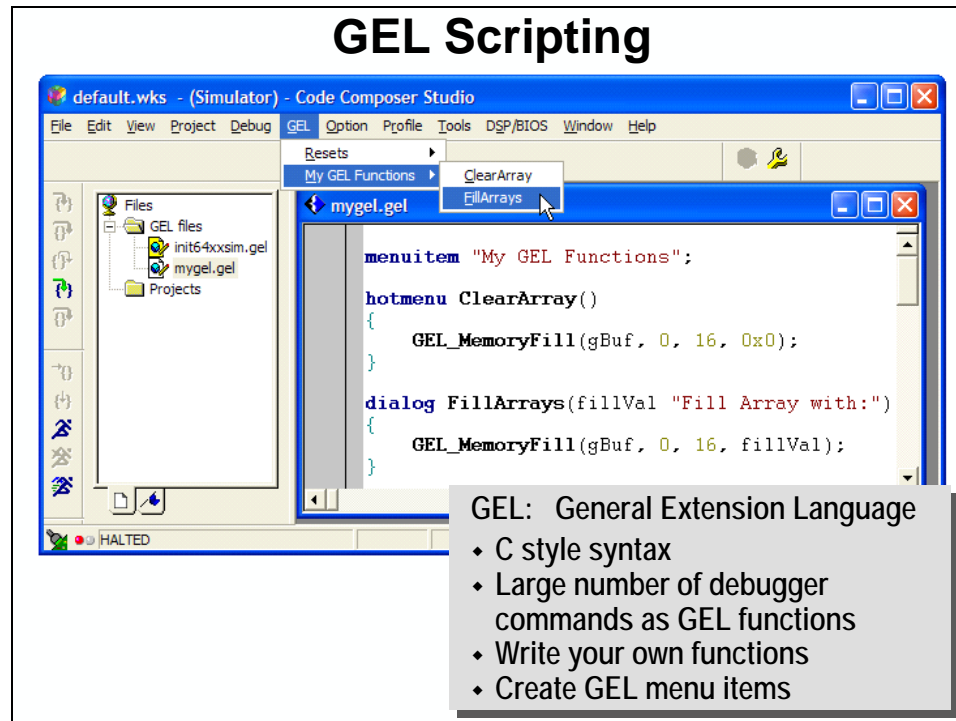 GEL Scripting
default.wks - (Simulator) - Code Composer Studio
File Edit View Project Debug GEL Option Profile Tools DSP/BIOS Window Help
Resets
My GEL Functions
ClearArray
FillArrays
Files
GEL files
init64xxsim.gel
mygel.gel
Projects
mygel.gel
menuitem "My GEL Functions";
hotmenu ClearArray()
{
GEL_MemoryFill(gBuf, 0, 16, 0x0);
}
dialog FillArrays(fillVal "Fill Array with:")
{
GEL_MemoryFill(gBuf, 0, 16, fillVal);
}
HALTED
GEL: General Extension Language
• C style syntax
• Large number of debugger
commands as GEL functions
• Write your own functions
• Create GEL menu items